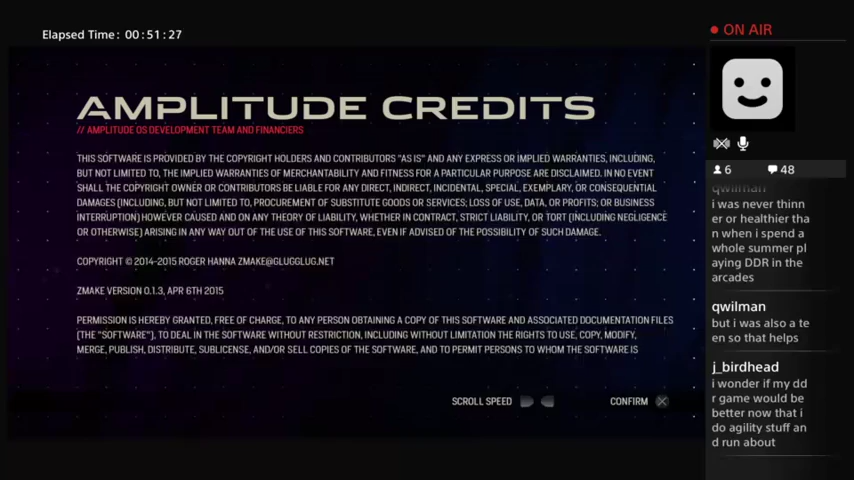 Elapsed Time: 00:51:27
ON AIR
AMPLITUDE CREDITS
// AMPLITUDE OS DEVELOPMENT TEAM AND FINANCIERS
THIS SOFTWARE IS PROVIDED BY THE COPYRIGHT HOLDERS AND CONTRIBUTORS "AS IS" AND ANY EXPRESS OR IMPLIED WARRANTIES, INCLUDING,
BUT NOT LIMITED TO, THE IMPLIED WARRANTIES OF MERCHANTABILITY AND FITNESS FOR A PARTICULAR PURPOSE ARE DISCLAIMED. IN NO EVENT
SHALL THE COPYRIGHT OWNER OR CONTRIBUTORS BE LIABLE FOR ANY DIRECT, INDIRECT, INCIDENTAL, SPECIAL, EXEMPLARY, OR CONSEQUENTIAL
DAMAGES (INCLUDING, BUT NOT LIMITED TO, PROCUREMENT OF SUBSTITUTE GOODS OR SERVICES; LOSS OF USE, DATA, OR PROFITS; OR BUSINESS
INTERRUPTION) HOWEVER CAUSED AND ON ANY THEORY OF LIABILITY, WHETHER IN CONTRACT, STRICT LIABILITY, OR TORT (INCLUDING NEGLIGENCE
OR OTHERWISE) ARISING IN ANY WAY OUT OF THE USE OF THIS SOFTWARE, EVEN IF ADVISED OF THE POSSIBILITY OF SUCH DAMAGE.
COPYRIGHT © 2014-2015 ROGER HANNA ZMAKE@GLUGGLUG.NET
ZMAKE VERSION 0.1.3, APR 6TH 2015
PERMISSION IS HEREBY GRANTED, FREE OF CHARGE, TO ANY PERSON OBTAINING A COPY OF THIS SOFTWARE AND ASSOCIATED DOCUMENTATION FILES
(THE "SOFTWARE"), TO DEAL IN THE SOFTWARE WITHOUT RESTRICTION, INCLUDING WITHOUT LIMITATION THE RIGHTS TO USE, COPY, MODIFY,
MERGE, PUBLISH, DISTRIBUTE, SUBLICENSE, AND/OR SELL COPIES OF THE SOFTWARE, AND TO PERMIT PERSONS TO WHOM THE SOFTWARE IS
SCROLL SPEED
CONFIRM
6
48
qwilman
i was never thinn
er or healthier tha
n when i spend a
whole summer pl
aying DDR in the
arcades
qwilman
but i was also a te
en so that helps
j_birdhead
i wonder if my dd
r game would be
better now that i
do agility stuff an
d run about